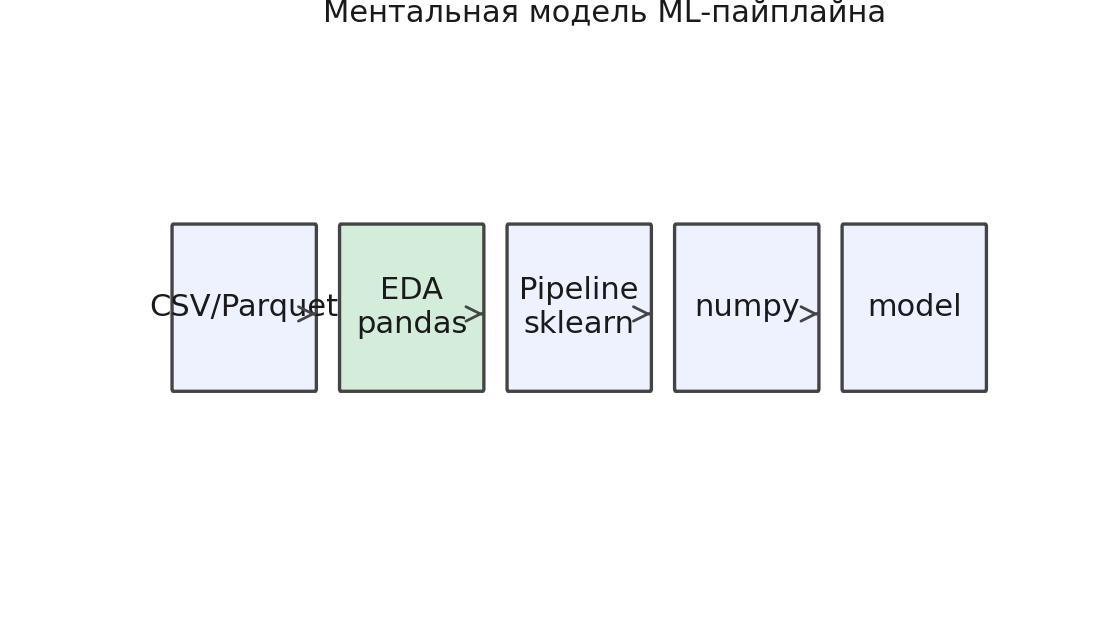 Ментальная модель ML-пайплайна
CSV/Parquet
EDA
pandas
Pipeline
sklearn
numpy
model